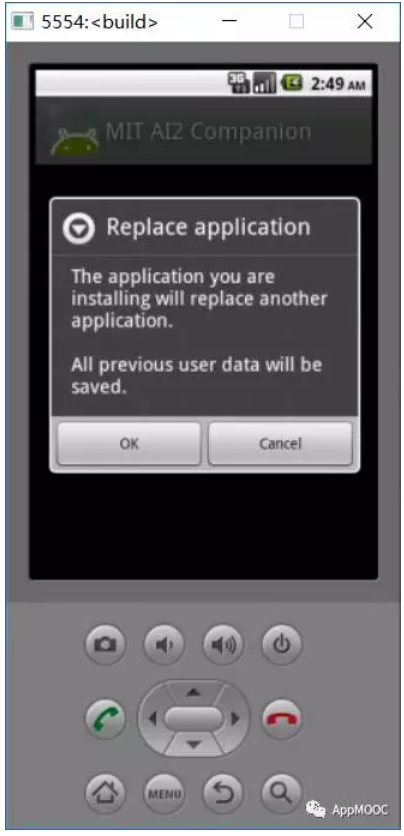 5554:<build>
3G
2:49 AM
MIT AI2 Companion
Replace application
The application you are
installing will replace another
application.
All previous user data will be
saved.
OK
Cancel
MENU
AppMOOC